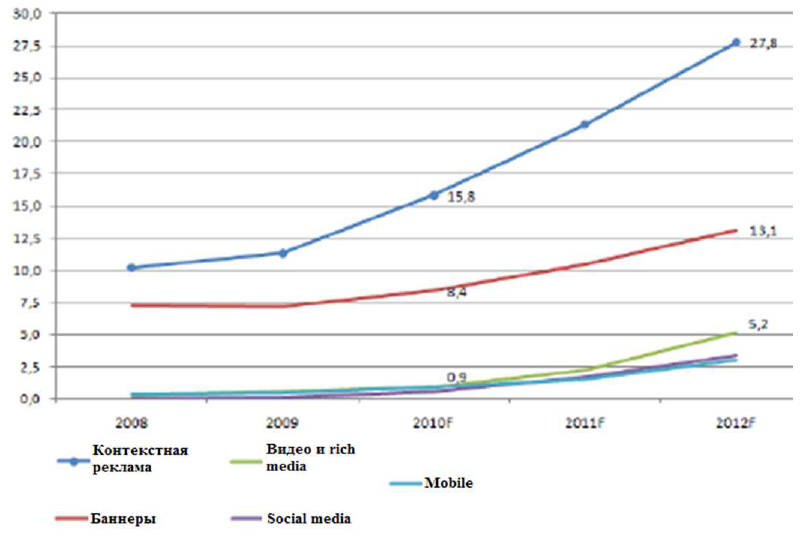 30,0
27,5
27,8
25,0
22,5
20,0
17,5
15,8
15,0
12,5
13,1
10,0
8,4
7,5
5,2
5,0
0,9
2,5
0,0
2008 2009 2010F 2011F 2012F
Контекстная
реклама
Видео и rich
media
Mobile
Баннеры
Social media